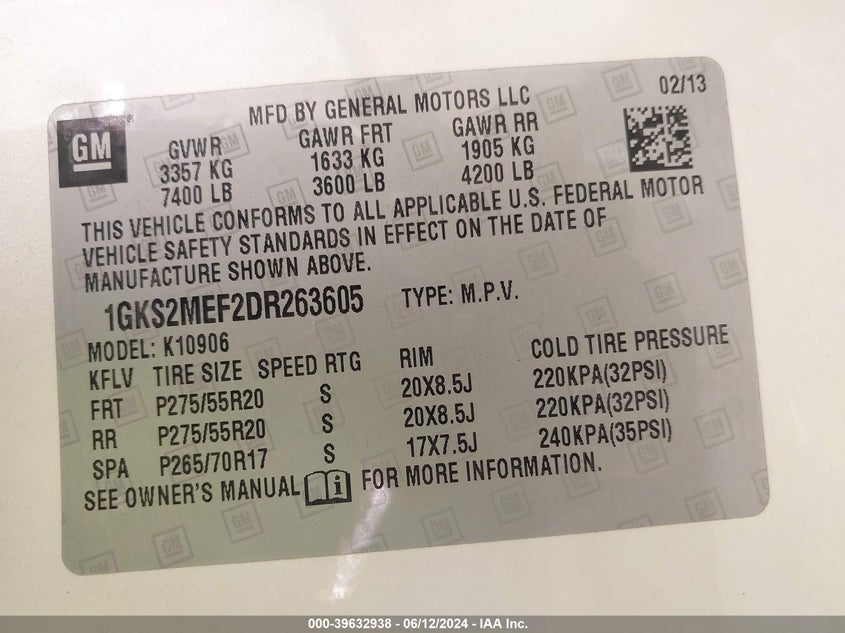 02/13
MFD BY GENERAL MOTORS LLC
GM ®
GVWR GAWR FRT GAWR RR
3357 KG 1633 KG 1905 KG
7400 LB 3600 LB 4200 LB
THIS VEHICLE CONFORMS TO ALL APPLICABLE U.S. FEDERAL MOTOR
VEHICLE SAFETY STANDARDS IN EFFECT ON THE DATE OF
MANUFACTURE SHOWN ABOVE.
1GKS2MEF2DR263605 TYPE: M.P.V.
MODEL: K10906
KFLV TIRE SIZE SPEED RTG RIM COLD TIRE PRESSURE
FRT P275/55R20 S 20X8.5J 220KPA(32PSI)
RR P275/55R20 S 20X8.5J 220KPA(32PSI)
SPA P265/70R17 S 17X7.5J 240KPA(35PSI)
SEE OWNER'S MANUAL i FOR MORE INFORMATION.
000-39632938 - 06/12/2024 - IAA Inc.